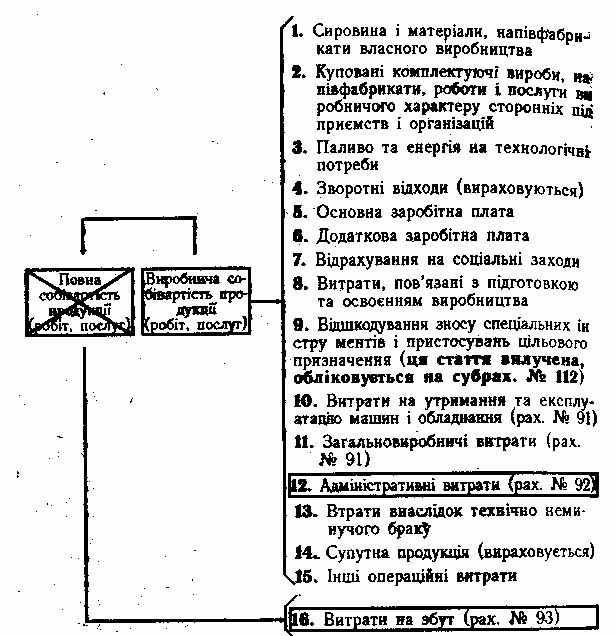 1. Сировина і матеріали, напівфабри-
кати власного виробництва
2. Куповані комплектуючі вироби, на
півфабрикати, роботи і послуги ви
робничого характеру сторонніх під
приємств і організацій
3. Паливо та енергія на технологічні
потреби
4. Зворотні відходи (вираховуються)
5. Основна заробітна плата
6. Додаткова заробітна плата
7. Відрахування на соціальні заходи
8. Витрати, пов'язані з підготовкою
та освоєнням виробництва
9. Відшкодування зносу спеціальних ін
стру ментів і пристосувань цільового
призначення (ця стаття вилучена,
обліковується на субрах. № 112)
10. Витрати на утримання та експлу-
атацію машин і обладнання (рах. № 91)
11. Загальновиробничі витрати (рах.
№ 91)
12. Адміністративні витрати (рах. № 92)
13. Втрати внаслідок технічно неми-
нучого браку
14. Супутна продукція (вираховується)
15. Інші операційні витрати
16. Витрати на збут (рах. № 93)
Повна
собівартість
продукції
(робіт, послуг)
Виробнича со-
бівартість про-
дукції
(робіт, послуг)